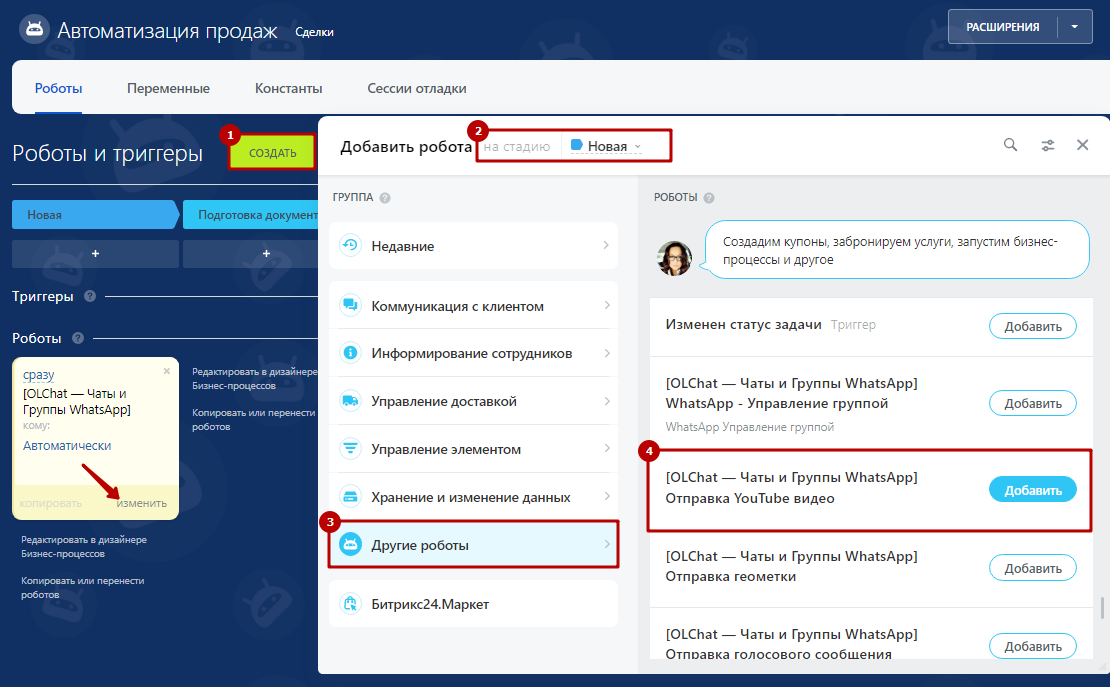 Автоматизация продаж
Сделки
РАСШИРЕНИЯ
Роботы
Переменные
Константы
Сессии отладки
Роботы и триггеры
1
СОЗДАТЬ
Новая
Подготовка документ
+
+
Триггеры ?
Роботы ?
сразу
[OLChat — Чаты и
Группы WhatsApp]
кому:
Автоматически
копировать
изменить
Редактировать в дизайнере
Бизнес-процессов
Копировать или перенести
роботов
Редактировать в дизайнере
Бизнес-процессов
Копировать или перенести
роботов
Добавить робота
2
на стадию
Новая
ГРУППА ?
Недавние
Коммуникация с клиентом
Информирование сотрудников
Управление доставкой
Управление элементом
Хранение и изменение данных
3
Другие роботы
Битрикс24.Маркет
РОБОТЫ ?
Создадим купоны, забронируем услуги, запустим бизнес-
процессы и другое
Изменен статус задачи Триггер
Добавить
[OLChat — Чаты и Группы WhatsApp]
WhatsApp - Управление группой
WhatsApp Управление группой
Добавить
4
[OLChat — Чаты и Группы WhatsApp]
Отправка YouTube видео
Добавить
[OLChat — Чаты и Группы WhatsApp]
Отправка геометки
Добавить
[OLChat — Чаты и Группы WhatsApp]
Отправка голосового сообщения
Добавить